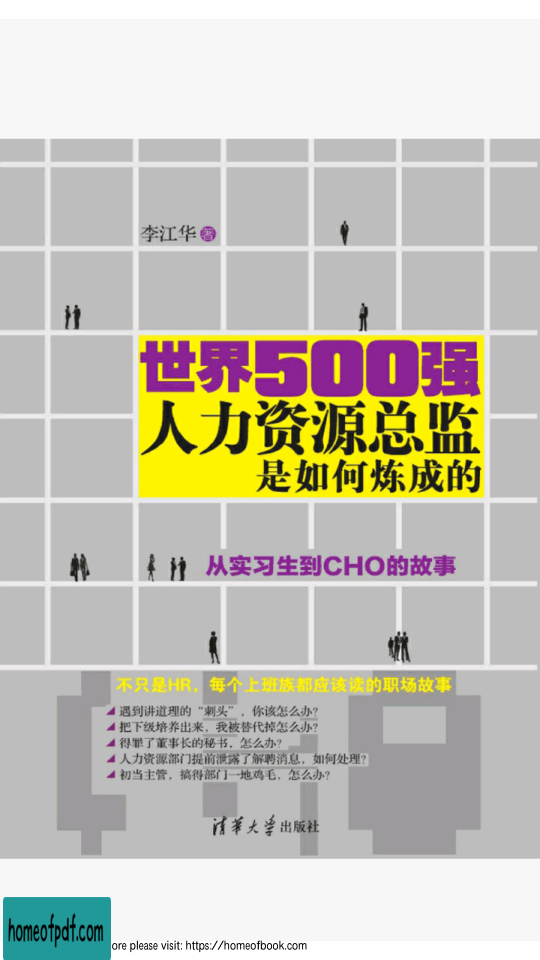 李江华 著
世界500强
人力资源总监
是如何炼成的
从实习生到CHO的故事
不只是HR，每个上班族都应该读的职场故事
遇到讲道理的“刺头”，你该怎么办？
把下级培养出来，我被替代掉怎么办？
得罪了董事长的秘书，怎么办？
人力资源部门提前泄露了解聘消息，如何处理？
初当主管，搞得部门一地鸡毛，怎么办？
清华大学出版社
homeofpdf.com
ore please visit: https://homeofbook.com